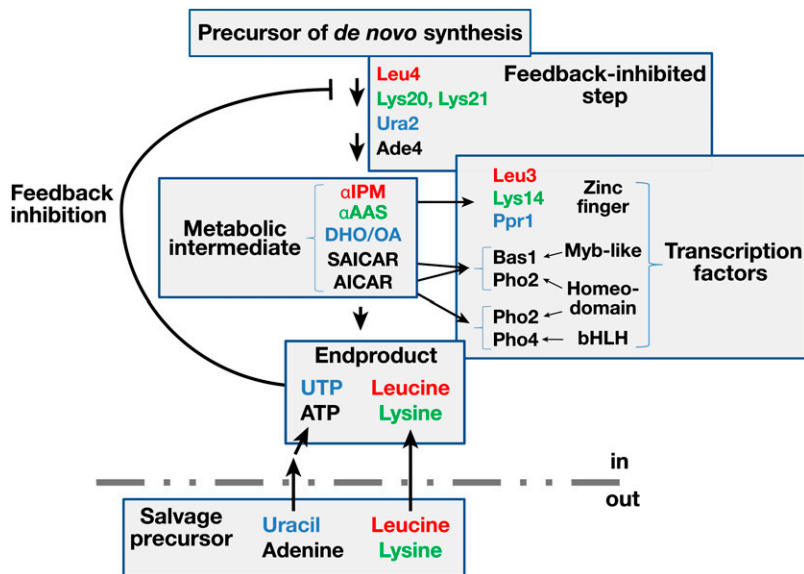 Precursor of de novo synthesis
Leu4
Lys20, Lys21
Ura2
Ade4
Feedback-inhibited
step
Feedback
inhibition
Metabolic
intermediate
αIPM
αAAS
DHO/OA
SAICAR
AICAR
Leu3
Lys14
Ppr1
Zinc
finger
Bas1
Pho2
Myb-like
Homeo-
domain
Pho2
Pho4
bHLH
Transcription
factors
Endproduct
UTP
ATP
Leucine
Lysine
in
out
Salvage
precursor
Uracil
Adenine
Leucine
Lysine